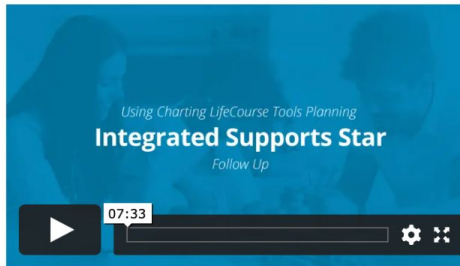 Using Charting LifeCourse Tools Planning
Integrated Supports Star
Follow Up
07:33